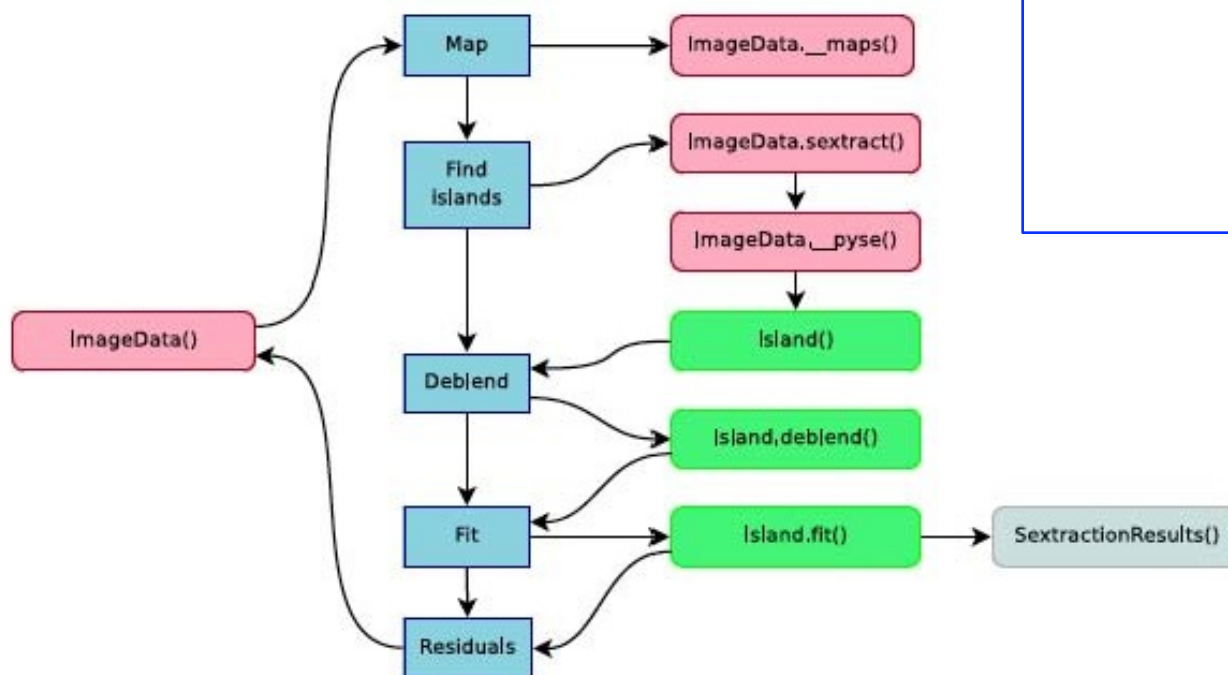 Map
ImageData.__maps()
Find
islands
ImageData.sextract()
ImageData.__pyse()
ImageData()
Island()
Deblend
Island.deblend()
Fit
Island.fit()
SextractionResults()
Residuals